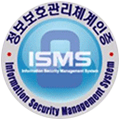 정보보호관리체계인증
ISMS
Information Security Management System
• Information Security Management System •